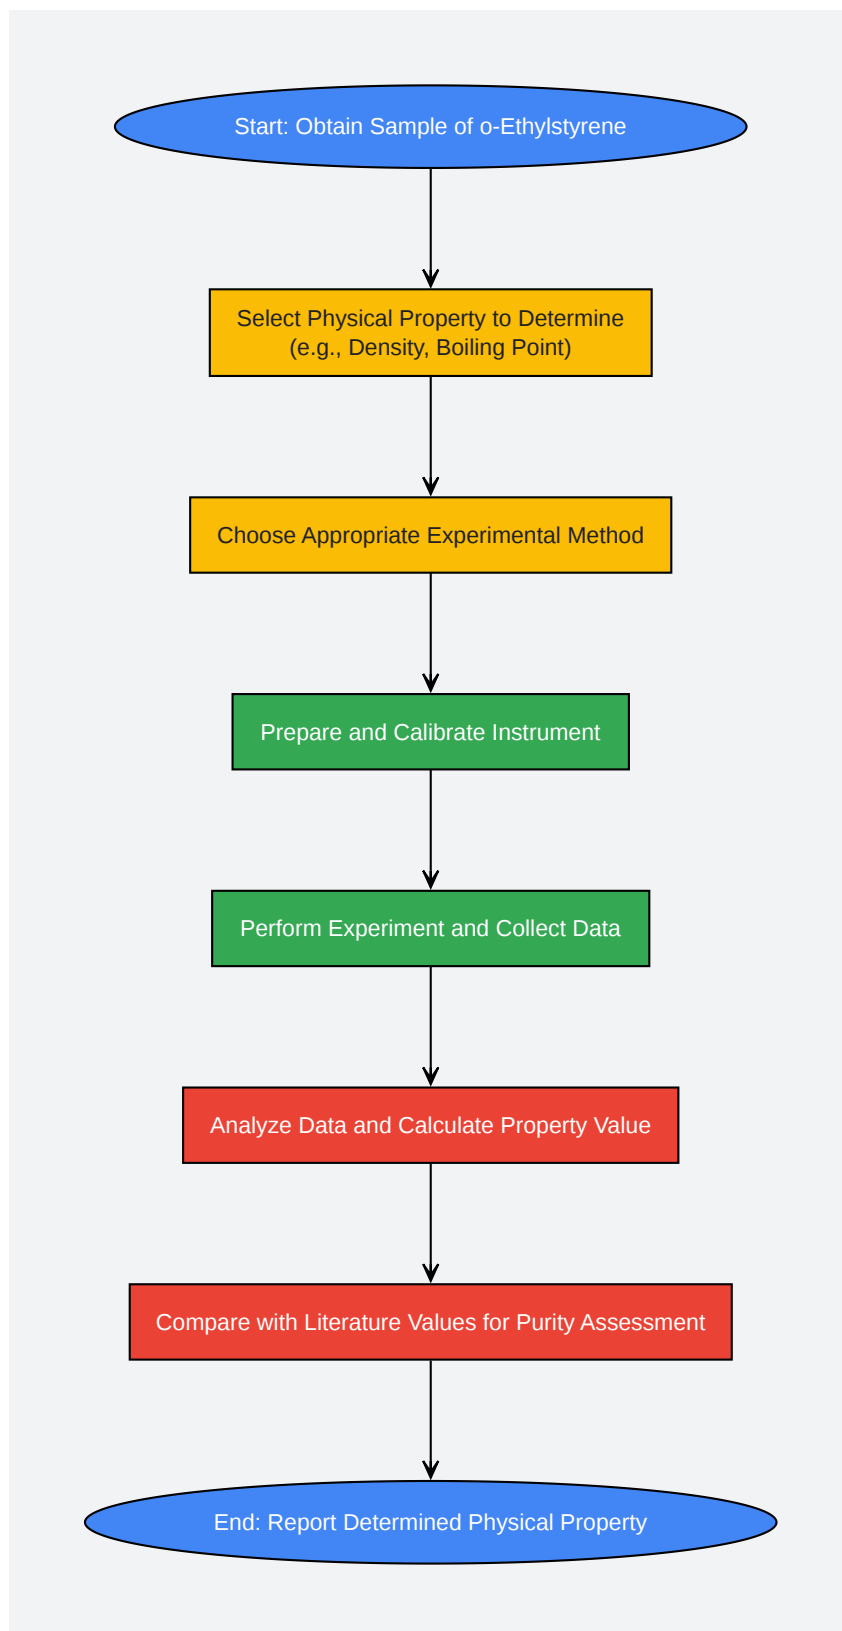 Start: Obtain Sample of o-Ethylstyrene
Select Physical Property to Determine
(e.g., Density, Boiling Point)
Choose Appropriate Experimental Method
Prepare and Calibrate Instrument
Perform Experiment and Collect Data
Analyze Data and Calculate Property Value
Compare with Literature Values for Purity Assessment
End: Report Determined Physical Property